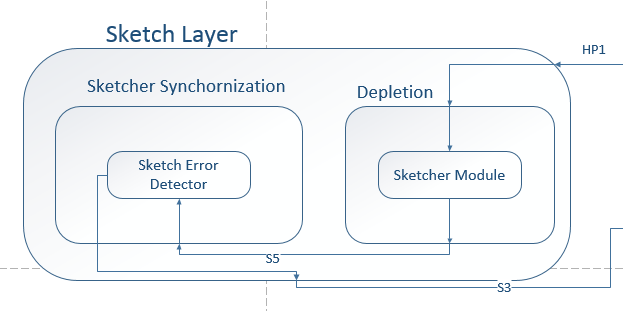 Sketch Layer
HP1
Sketcher Synchornization
Depletion
Sketch Error
Detector
Sketcher Module
S5
S3